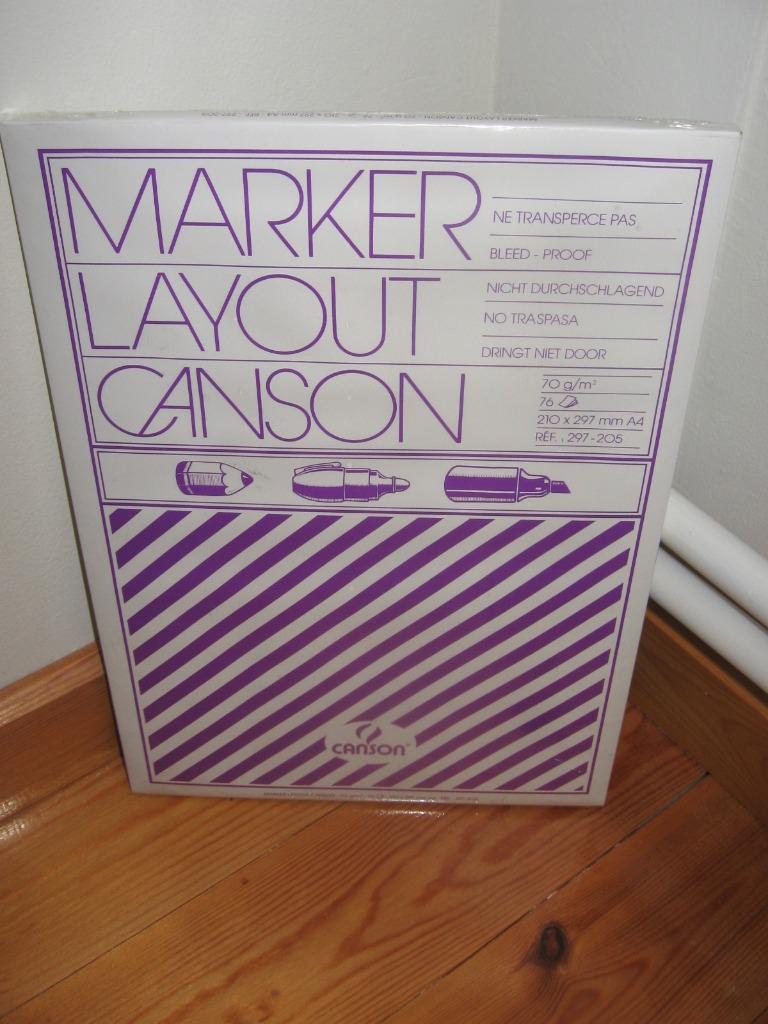 MARKER
LAYOUT
CANSON
NE TRANSPERCE PAS
BLEED - PROOF
NICHT DURCHSCHLAGEND
NO TRASPASA
DRINGT NIET DOOR
70 g/m²
76
210 x 297 mm A4
RÉF. : 297-205
CANSON